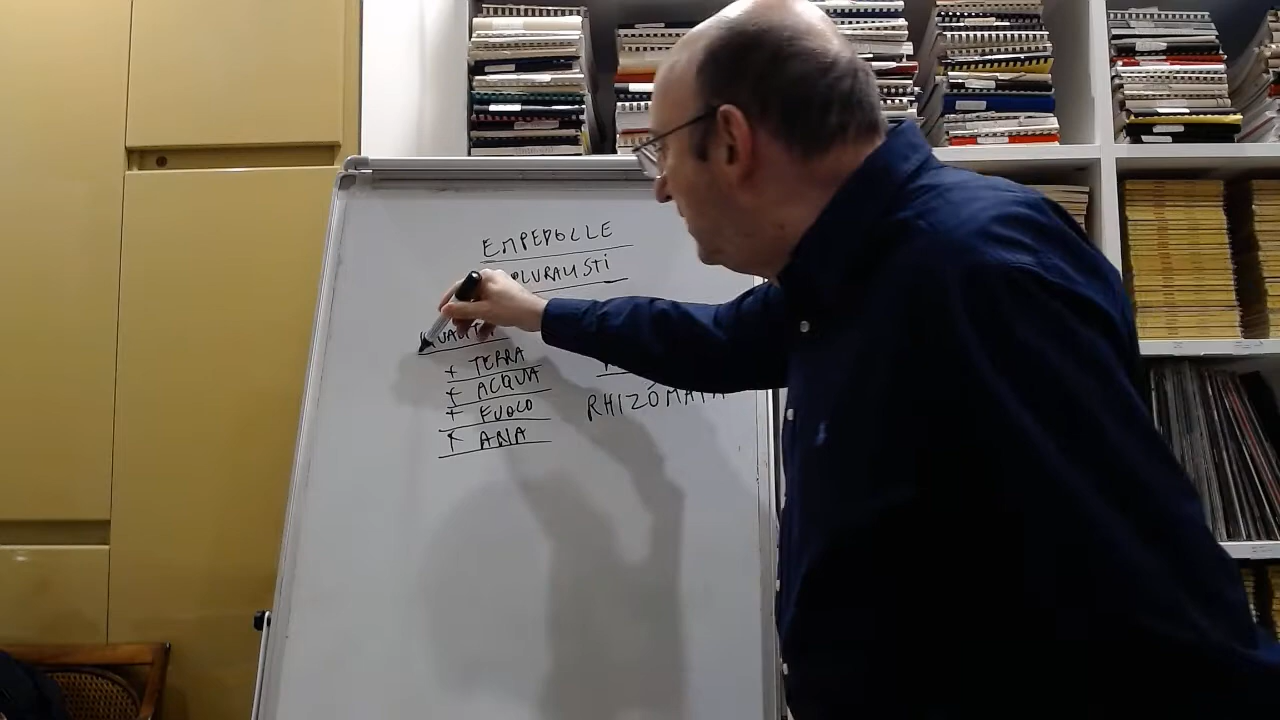 EMPEDOCLE
PLURALISTI
+ TERRA
+ ACQUA
+ FUOCO
+ ARIA
RHIZÓMATA